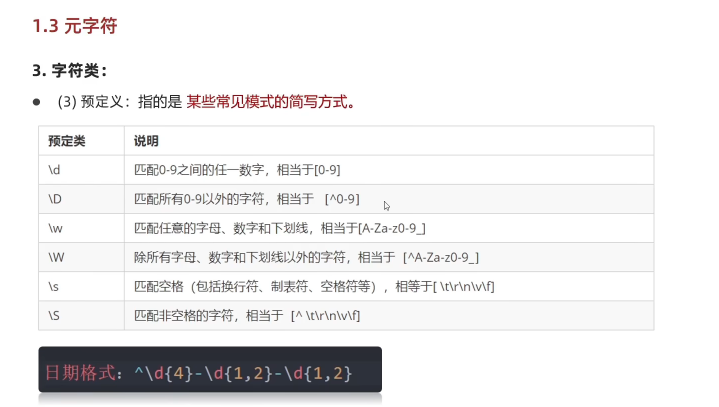 1.3 元字符
3. 字符类：
● (3) 预定义：指的是 某些常见模式的简写方式。
预定类 说明
\d 匹配0-9之间的任一数字，相当于[0-9]
\D 匹配所有0-9以外的字符，相当于 [^0-9]
\w 匹配任意的字母、数字和下划线，相当于[A-Za-z0-9_]
\W 除所有字母、数字和下划线以外的字符，相当于 [^A-Za-z0-9_]
\s 匹配空格（包括换行符、制表符、空格符等），相等于[ \t\r\n\v\f]
\S 匹配非空格的字符，相当于 [^ \t\r\n\v\f]
日期格式：^\d{4}-\d{1,2}-\d{1,2}